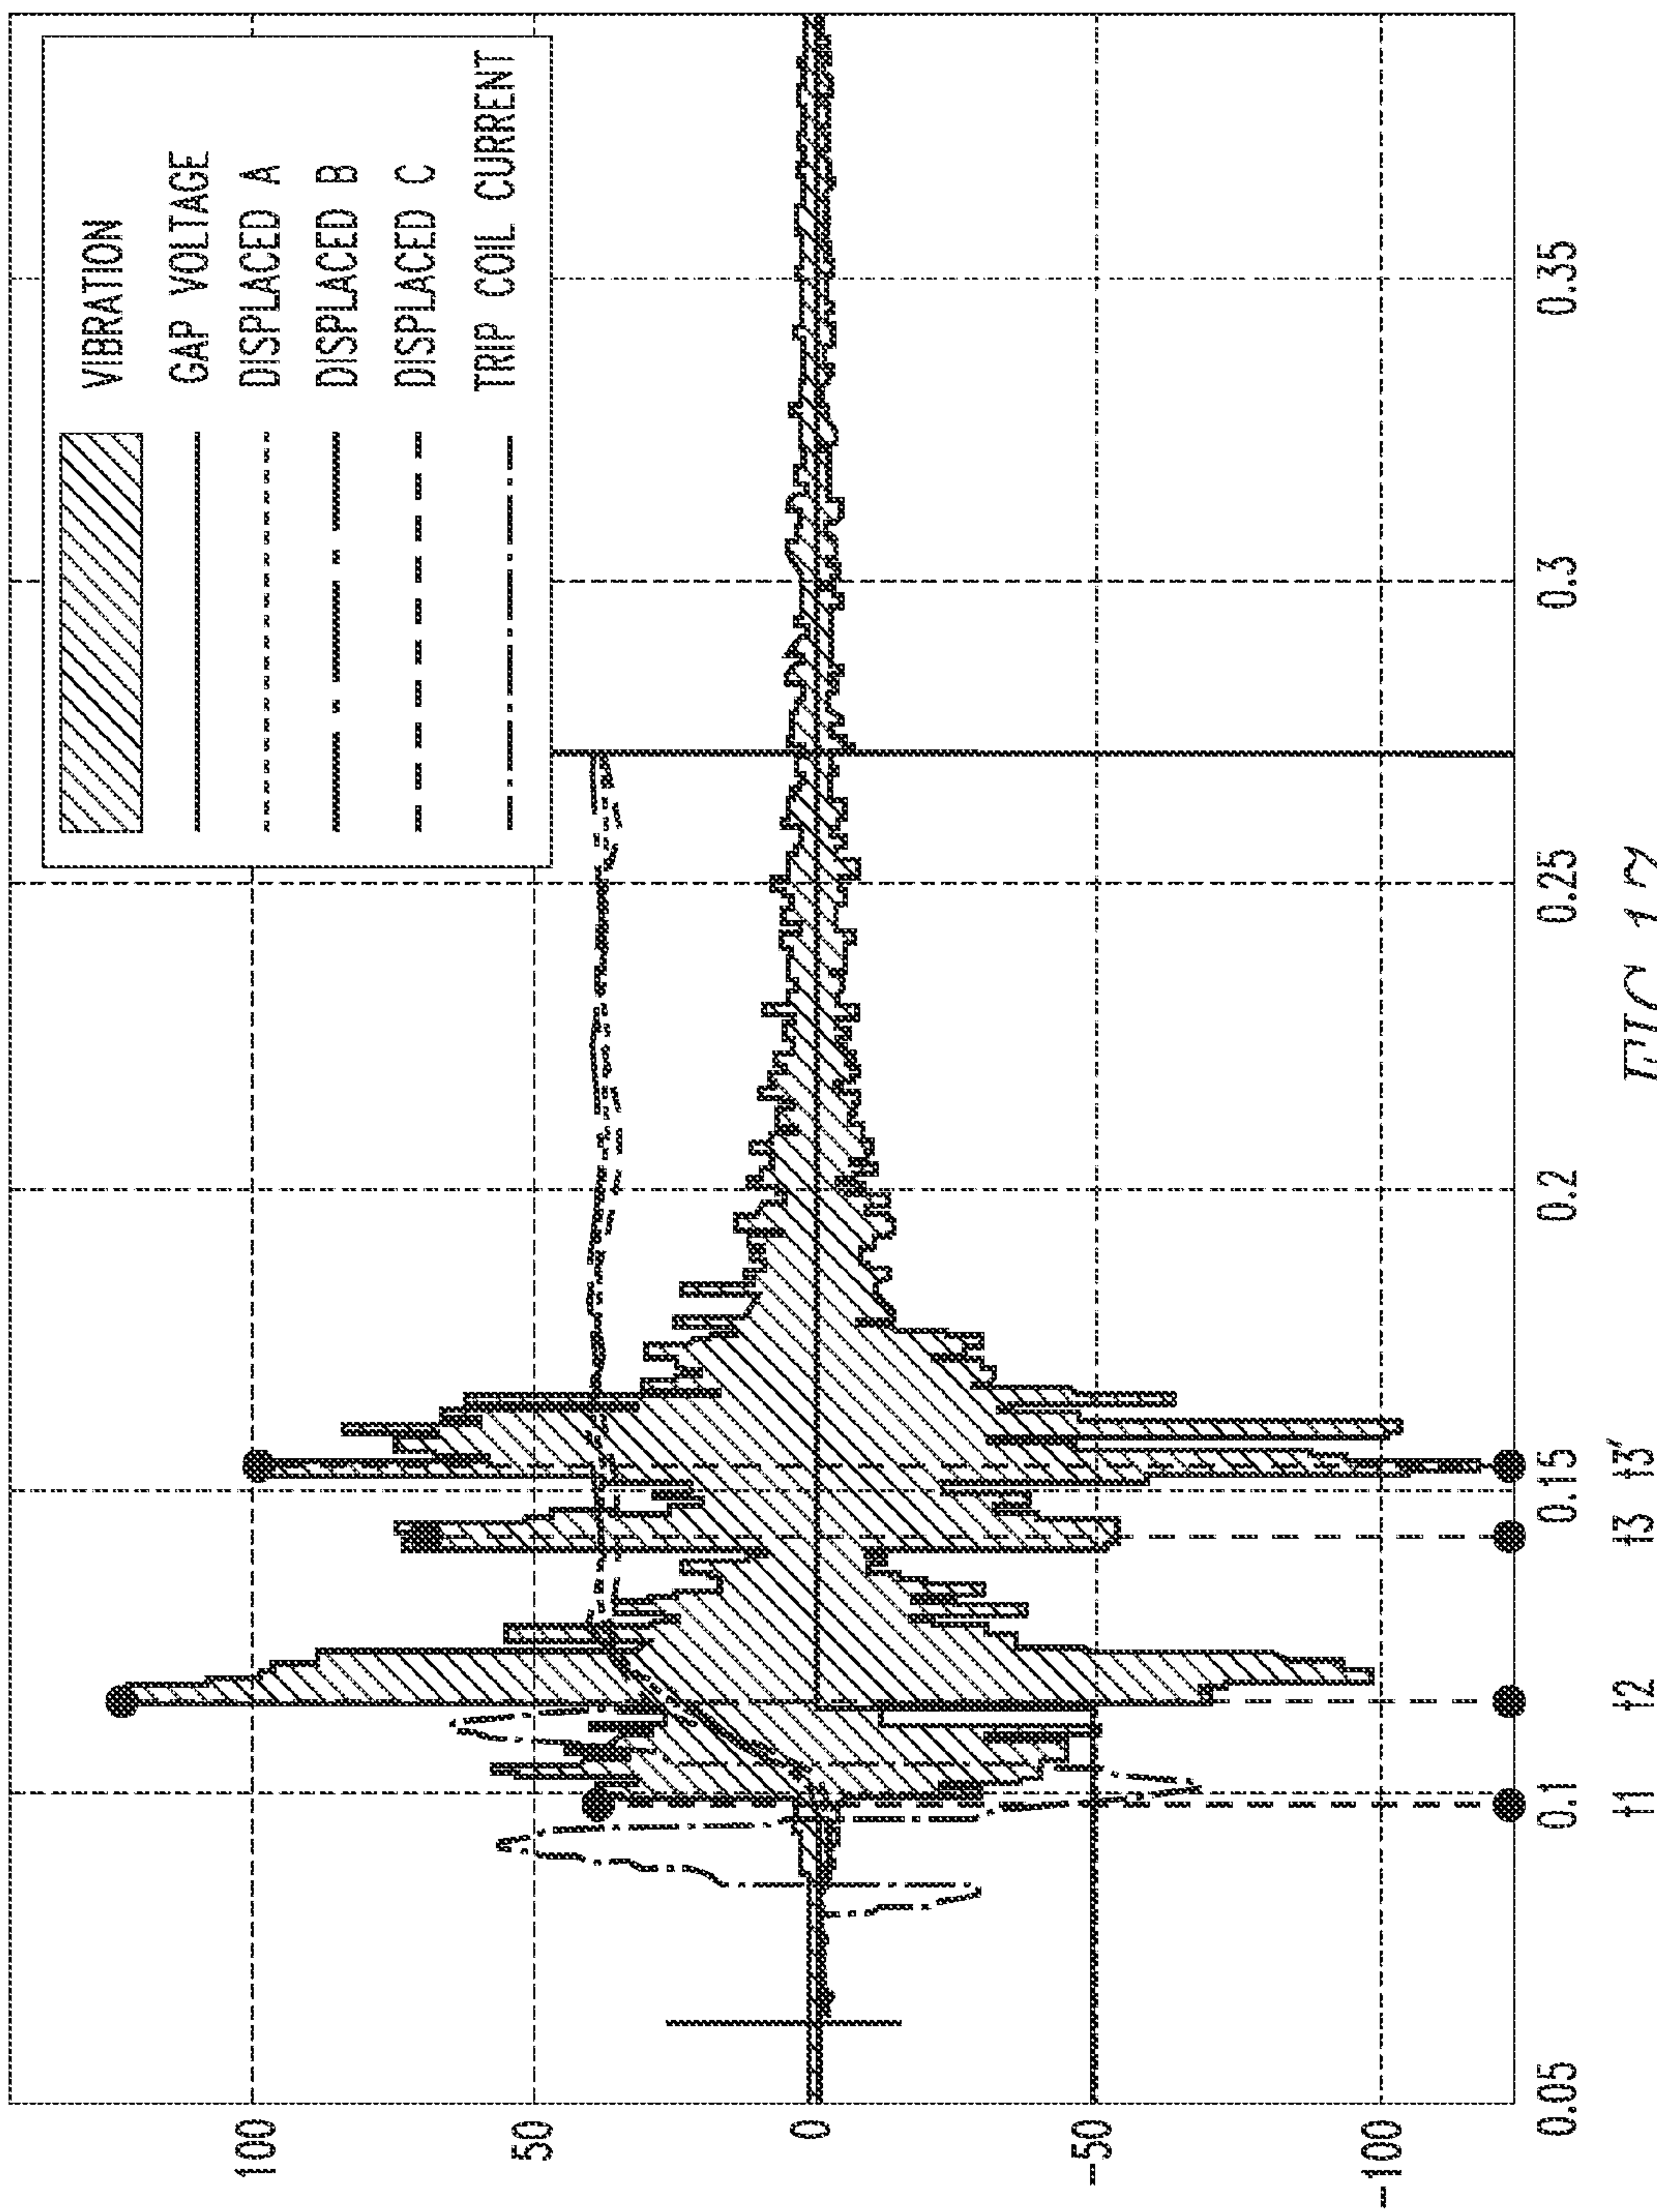 VIBRATION
GAP VOLTAGE
DISPLACED A
DISPLACED B
DISPLACED C
TRIP COIL CURRENT
100
50
0
-50
-100
0.05
0.1
0.15
0.2
0.25
0.3
0.35
t1
t2
t3
t3'